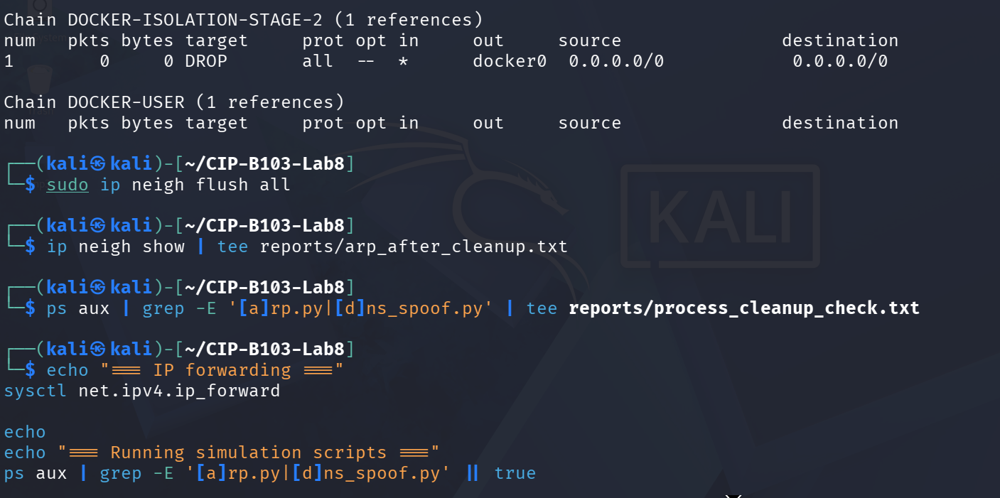 Chain DOCKER-ISOLATION-STAGE-2 (1 references)
num   pkts bytes target     prot opt in     out     source               destination
1        0     0 DROP       all  --  *      docker0  0.0.0.0/0            0.0.0.0/0
Chain DOCKER-USER (1 references)
num   pkts bytes target     prot opt in     out     source               destination
┌──(kali㉿kali)-[~/CIP-B103-Lab8]
└─$ sudo ip neigh flush all
┌──(kali㉿kali)-[~/CIP-B103-Lab8]
└─$ ip neigh show | tee reports/arp_after_cleanup.txt
┌──(kali㉿kali)-[~/CIP-B103-Lab8]
└─$ ps aux | grep -E '[a]rp.py|[d]ns_spoof.py' | tee reports/process_cleanup_check.txt
┌──(kali㉿kali)-[~/CIP-B103-Lab8]
└─$ echo "=== IP forwarding ==="
sysctl net.ipv4.ip_forward
echo
echo "=== Running simulation scripts ==="
ps aux | grep -E '[a]rp.py|[d]ns_spoof.py' || true
KALI
Trash